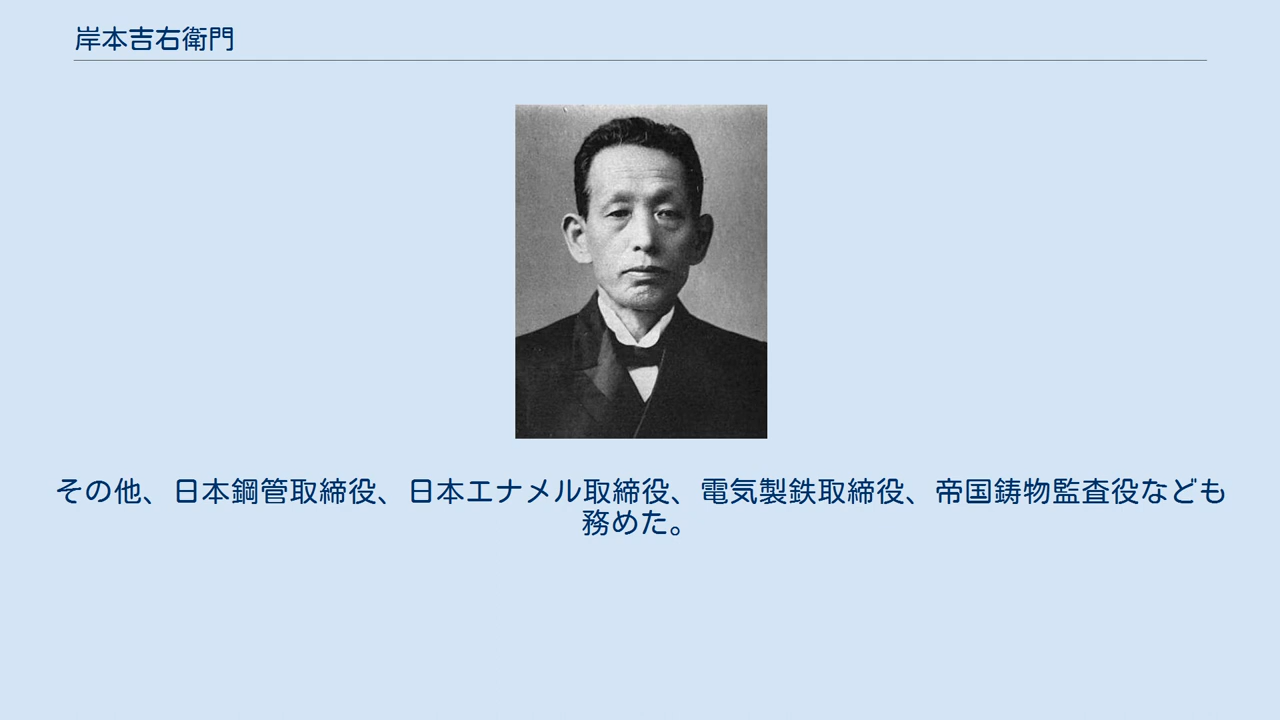 岸本吉右衛門
その他、日本鋼管取締役、日本エナメル取締役、電気製鉄取締役、帝国鋳物監査役なども
務めた。